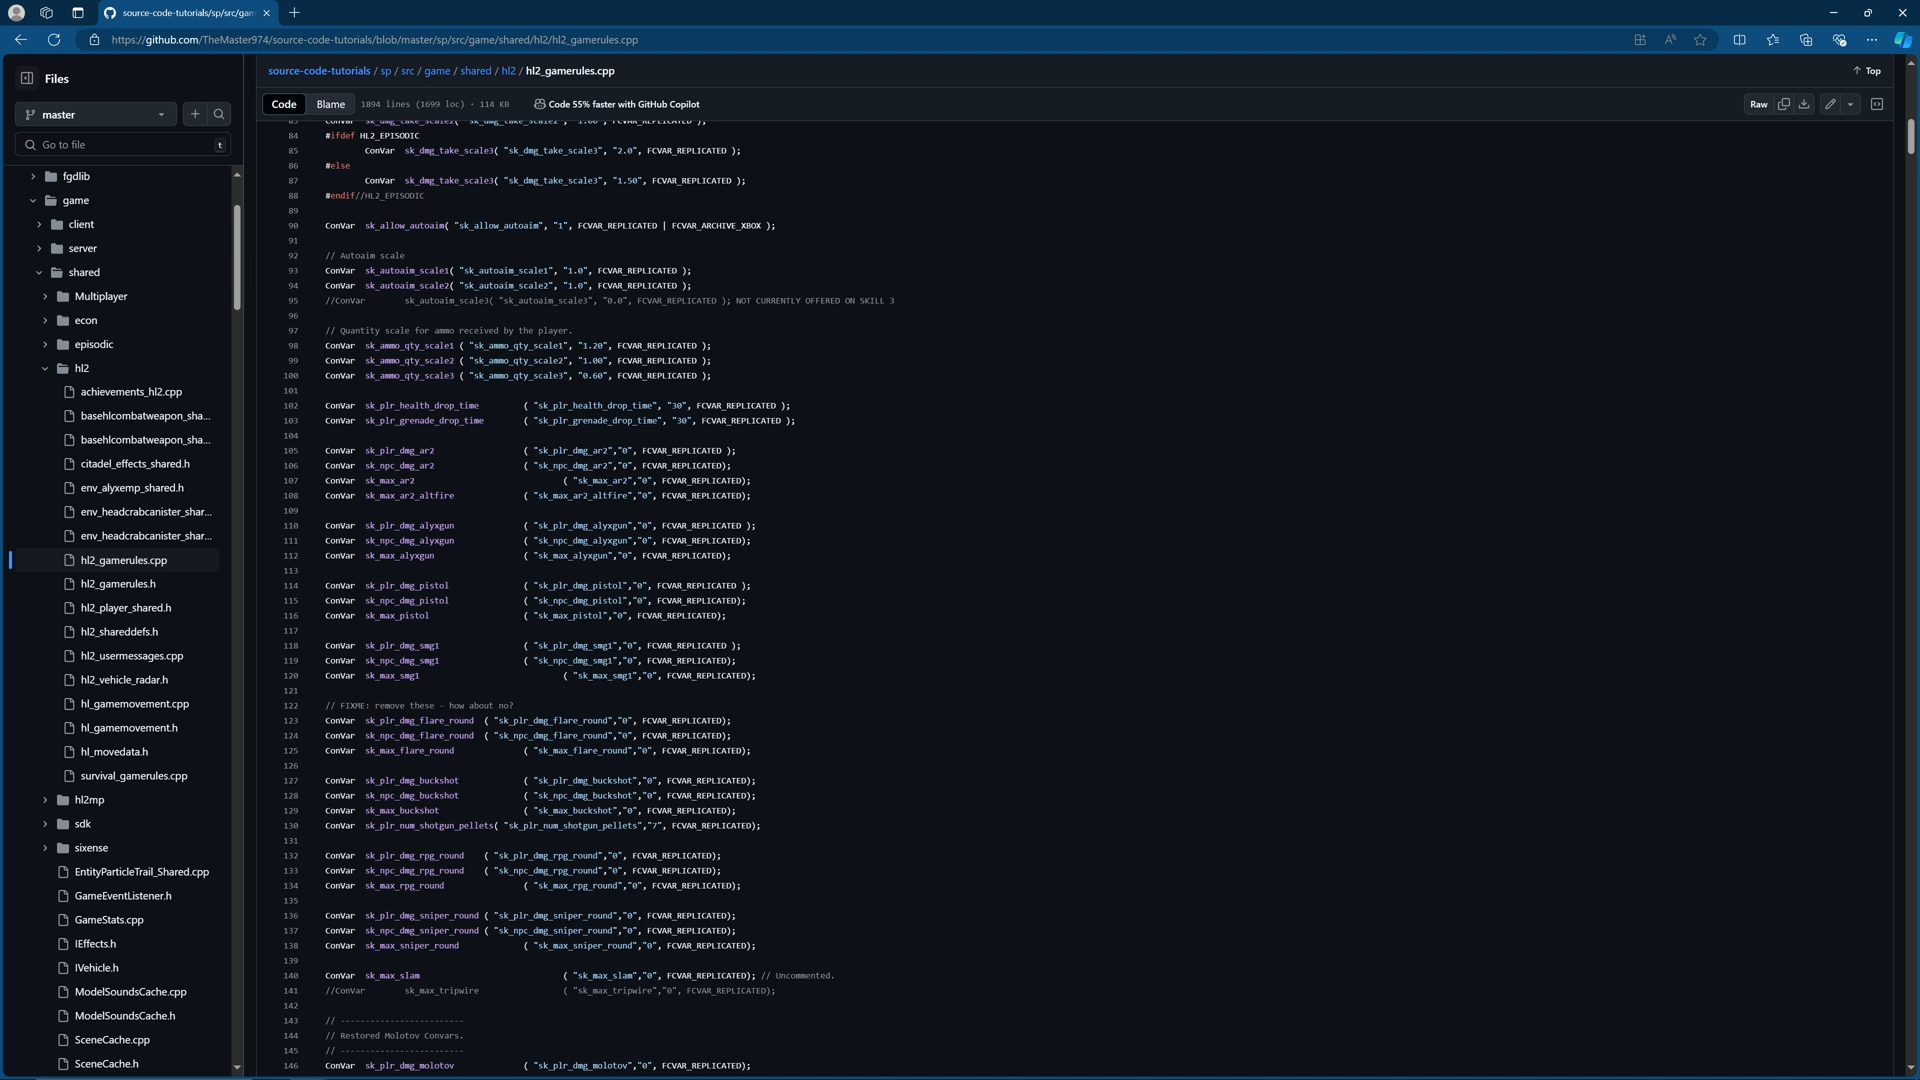 source-code-tutorials/sp/src/gam
https://github.com/TheMaster974/source-code-tutorials/blob/master/sp/src/game/shared/hl2/hl2_gamerules.cpp
Files
master
Go to file
t
fgdlib
game
client
server
shared
Multiplayer
econ
episodic
hl2
achievements_hl2.cpp
basehlcombatweapon_sha...
basehlcombatweapon_sha...
citadel_effects_shared.h
env_alyxemp_shared.h
env_headcrabcanister_shar...
env_headcrabcanister_shar...
hl2_gamerules.cpp
hl2_gamerules.h
hl2_player_shared.h
hl2_shareddefs.h
hl2_usermessages.cpp
hl2_vehicle_radar.h
hl_gamemovement.cpp
hl_gamemovement.h
hl_movedata.h
survival_gamerules.cpp
hl2mp
sdk
sixense
EntityParticleTrail_Shared.cpp
GameEventListener.h
GameStats.cpp
IEffects.h
IVehicle.h
ModelSoundsCache.cpp
ModelSoundsCache.h
SceneCache.cpp
SceneCache.h
source-code-tutorials / sp / src / game / shared / hl2 / hl2_gamerules.cpp
Top
Code Blame 1894 lines (1699 loc) · 114 KB Code 55% faster with GitHub Copilot
Raw
83 ConVar sk_dmg_take_scale2( "sk_dmg_take_scale2", "1.00", FCVAR_REPLICATED );
84 #ifdef HL2_EPISODIC
85 ConVar sk_dmg_take_scale3( "sk_dmg_take_scale3", "2.0", FCVAR_REPLICATED );
86 #else
87 ConVar sk_dmg_take_scale3( "sk_dmg_take_scale3", "1.50", FCVAR_REPLICATED );
88 #endif//HL2_EPISODIC
89
90 ConVar sk_allow_autoaim( "sk_allow_autoaim", "1", FCVAR_REPLICATED | FCVAR_ARCHIVE_XBOX );
91
92 // Autoaim scale
93 ConVar sk_autoaim_scale1( "sk_autoaim_scale1", "1.0", FCVAR_REPLICATED );
94 ConVar sk_autoaim_scale2( "sk_autoaim_scale2", "1.0", FCVAR_REPLICATED );
95 //ConVar sk_autoaim_scale3( "sk_autoaim_scale3", "0.0", FCVAR_REPLICATED ); NOT CURRENTLY OFFERED ON SKILL 3
96
97 // Quantity scale for ammo received by the player.
98 ConVar sk_ammo_qty_scale1 ( "sk_ammo_qty_scale1", "1.20", FCVAR_REPLICATED );
99 ConVar sk_ammo_qty_scale2 ( "sk_ammo_qty_scale2", "1.00", FCVAR_REPLICATED );
100 ConVar sk_ammo_qty_scale3 ( "sk_ammo_qty_scale3", "0.60", FCVAR_REPLICATED );
101
102 ConVar sk_plr_health_drop_time ( "sk_plr_health_drop_time", "30", FCVAR_REPLICATED );
103 ConVar sk_plr_grenade_drop_time ( "sk_plr_grenade_drop_time", "30", FCVAR_REPLICATED );
104
105 ConVar sk_plr_dmg_ar2 ( "sk_plr_dmg_ar2","0", FCVAR_REPLICATED );
106 ConVar sk_npc_dmg_ar2 ( "sk_npc_dmg_ar2","0", FCVAR_REPLICATED);
107 ConVar sk_max_ar2 ( "sk_max_ar2","0", FCVAR_REPLICATED);
108 ConVar sk_max_ar2_altfire ( "sk_max_ar2_altfire","0", FCVAR_REPLICATED);
109
110 ConVar sk_plr_dmg_alyxgun ( "sk_plr_dmg_alyxgun","0", FCVAR_REPLICATED );
111 ConVar sk_npc_dmg_alyxgun ( "sk_npc_dmg_alyxgun","0", FCVAR_REPLICATED);
112 ConVar sk_max_alyxgun ( "sk_max_alyxgun","0", FCVAR_REPLICATED);
113
114 ConVar sk_plr_dmg_pistol ( "sk_plr_dmg_pistol","0", FCVAR_REPLICATED );
115 ConVar sk_npc_dmg_pistol ( "sk_npc_dmg_pistol","0", FCVAR_REPLICATED);
116 ConVar sk_max_pistol ( "sk_max_pistol","0", FCVAR_REPLICATED);
117
118 ConVar sk_plr_dmg_smg1 ( "sk_plr_dmg_smg1","0", FCVAR_REPLICATED );
119 ConVar sk_npc_dmg_smg1 ( "sk_npc_dmg_smg1","0", FCVAR_REPLICATED);
120 ConVar sk_max_smg1 ( "sk_max_smg1","0", FCVAR_REPLICATED);
121
122 // FIXME: remove these - how about no?
123 ConVar sk_plr_dmg_flare_round ( "sk_plr_dmg_flare_round","0", FCVAR_REPLICATED);
124 ConVar sk_npc_dmg_flare_round ( "sk_npc_dmg_flare_round","0", FCVAR_REPLICATED);
125 ConVar sk_max_flare_round ( "sk_max_flare_round","0", FCVAR_REPLICATED);
126
127 ConVar sk_plr_dmg_buckshot ( "sk_plr_dmg_buckshot","0", FCVAR_REPLICATED);
128 ConVar sk_npc_dmg_buckshot ( "sk_npc_dmg_buckshot","0", FCVAR_REPLICATED);
129 ConVar sk_max_buckshot ( "sk_max_buckshot","0", FCVAR_REPLICATED);
130 ConVar sk_plr_num_shotgun_pellets( "sk_plr_num_shotgun_pellets","7", FCVAR_REPLICATED);
131
132 ConVar sk_plr_dmg_rpg_round ( "sk_plr_dmg_rpg_round","0", FCVAR_REPLICATED);
133 ConVar sk_npc_dmg_rpg_round ( "sk_npc_dmg_rpg_round","0", FCVAR_REPLICATED);
134 ConVar sk_max_rpg_round ( "sk_max_rpg_round","0", FCVAR_REPLICATED);
135
136 ConVar sk_plr_dmg_sniper_round ( "sk_plr_dmg_sniper_round","0", FCVAR_REPLICATED);
137 ConVar sk_npc_dmg_sniper_round ( "sk_npc_dmg_sniper_round","0", FCVAR_REPLICATED);
138 ConVar sk_max_sniper_round ( "sk_max_sniper_round","0", FCVAR_REPLICATED);
139
140 ConVar sk_max_slam ( "sk_max_slam","0", FCVAR_REPLICATED); // Uncommented.
141 //ConVar sk_max_tripwire ( "sk_max_tripwire","0", FCVAR_REPLICATED);
142
143 // -------------------------
144 // Restored Molotov Convars.
145 // -------------------------
146 ConVar sk_plr_dmg_molotov ( "sk_plr_dmg_molotov","0", FCVAR_REPLICATED);